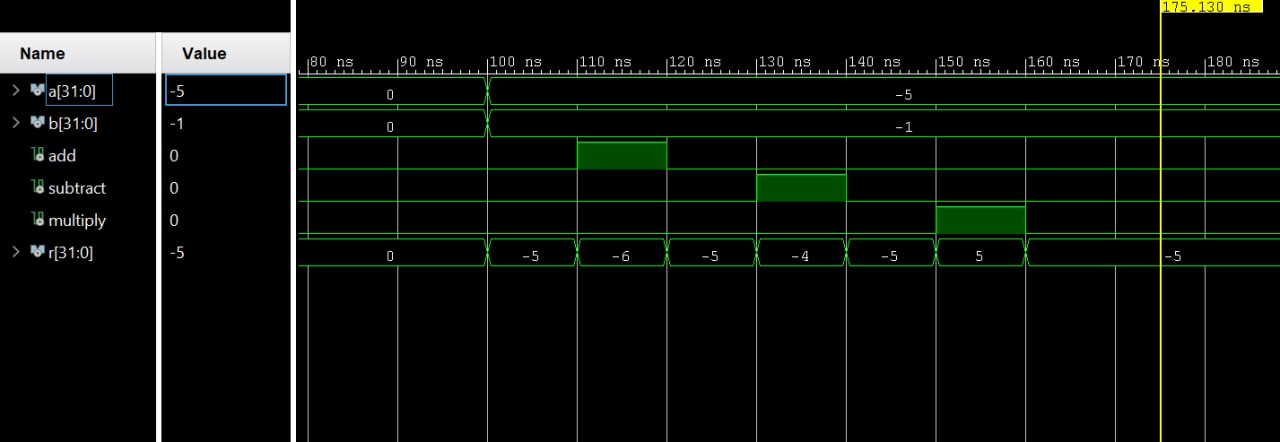 175.130 ns
Name Value
80 ns 90 ns 100 ns 110 ns 120 ns 130 ns 140 ns 150 ns 160 ns 170 ns 180 ns
a[31:0] -5 0 -5
b[31:0] -1 0 -1
add 0
subtract 0
multiply 0
r[31:0] -5 0 -5 -6 -5 -4 -5 5 -5